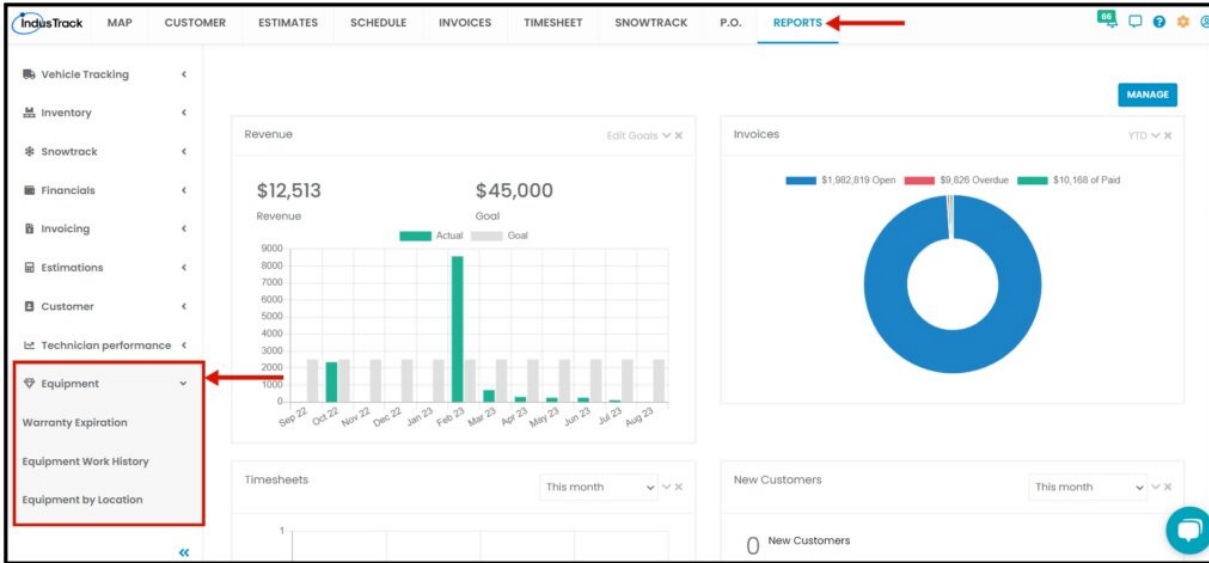 IndusTrack MAP CUSTOMER ESTIMATES SCHEDULE INVOICES TIMESHEET SNOWTRACK P.O. REPORTS 66
Vehicle Tracking
Inventory
Snowtrack
Financials
Invoicing
Estimations
Customer
Technician performance
Equipment
Warranty Expiration
Equipment Work History
Equipment by Location
MANAGE
Revenue Edit Goals
$12,513 $45,000
Revenue Goal
Actual Goal
9000
8000
7000
6000
5000
4000
3000
2000
1000
0
Sep 22 Oct 22 Nov 22 Dec 22 Jan 23 Feb 23 Mar 23 Apr 23 May 23 Jun 23 Jul 23 Aug 23
Invoices YTD
$1,982,819 Open $9,826 Overdue $10,168 of Paid
Timesheets This month
1
New Customers This month
0 New Customers